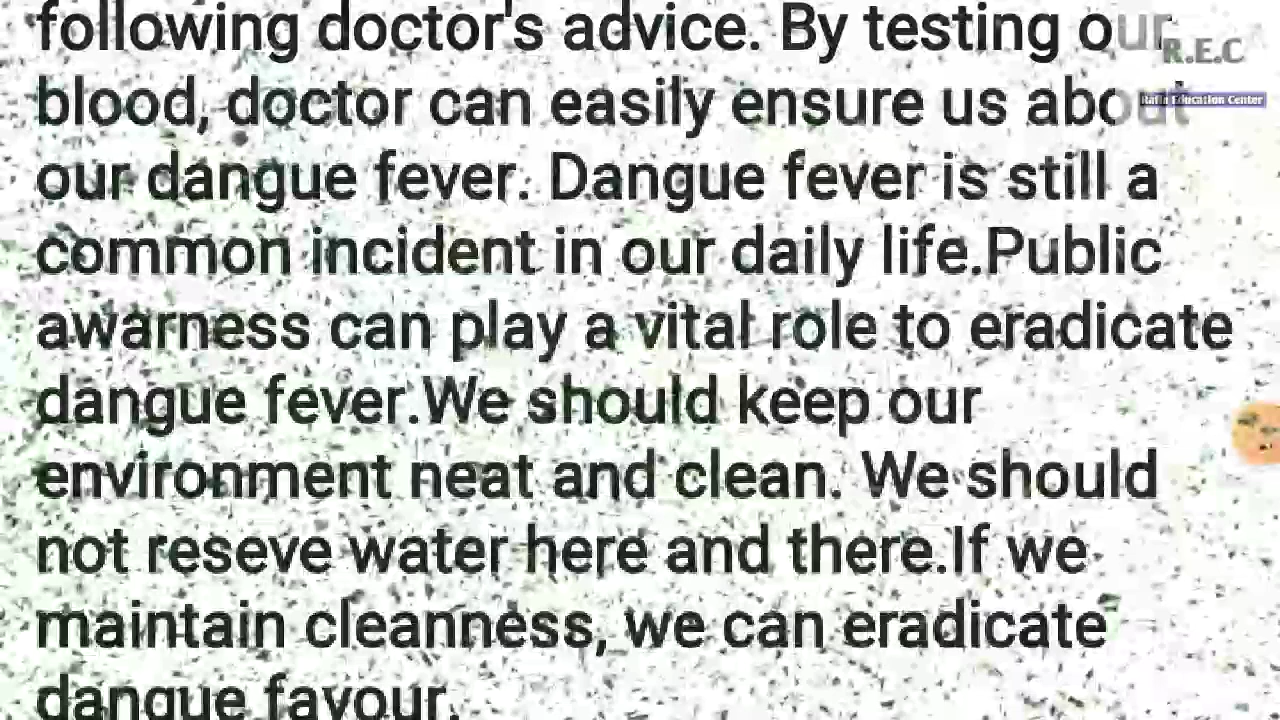 following doctor's advice. By testing our
R.E.C
blood, doctor can easily ensure us about
Rafia Education Center
our dangue fever. Dangue fever is still a
common incident in our daily life.Public
awarness can play a vital role to eradicate
dangue fever.We should keep our
environment neat and clean. We should
not reseve water here and there.If we
maintain cleanness, we can eradicate
dangue favour.